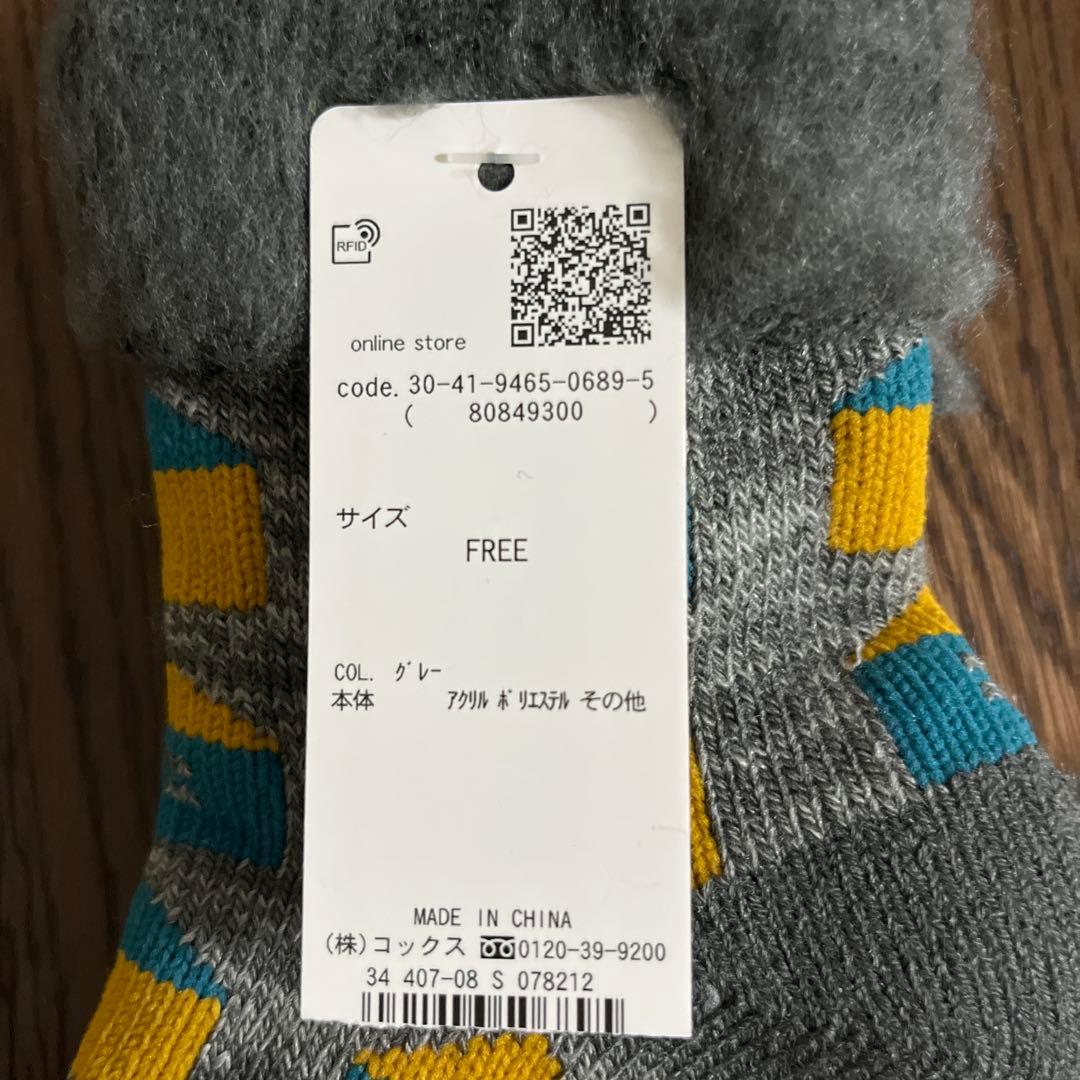 RFID
online store
code. 30-41-9465-0689-5
( 80849300 )
サイズ
FREE
COL. グレー
本体 アクリル ポリエステル その他
MADE IN CHINA
(株)コックス 0120-39-9200
34 407-08 S 078212